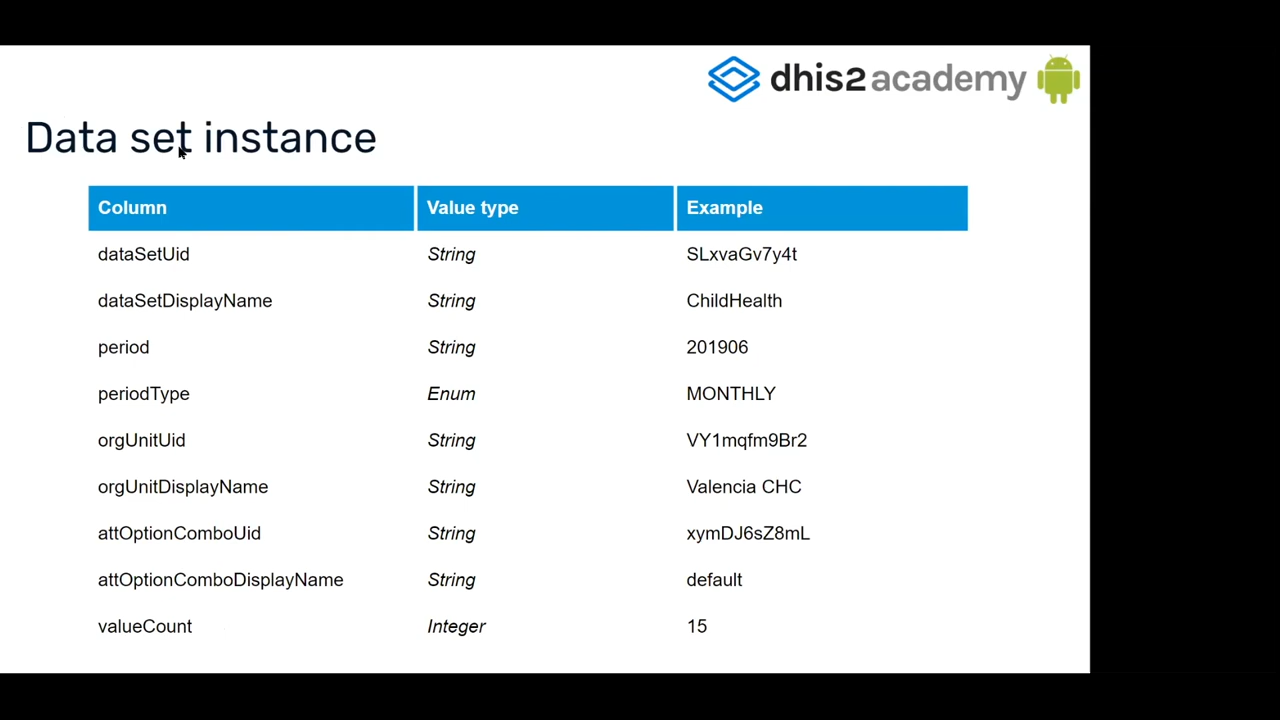 dhis2 academy
Data set instance
Column Value type Example
dataSetUid String SLxvaGv7y4t
dataSetDisplayName String ChildHealth
period String 201906
periodType Enum MONTHLY
orgUnitUid String VY1mqfm9Br2
orgUnitDisplayName String Valencia CHC
attOptionComboUid String xymDJ6sZ8mL
attOptionComboDisplayName String default
valueCount Integer 15